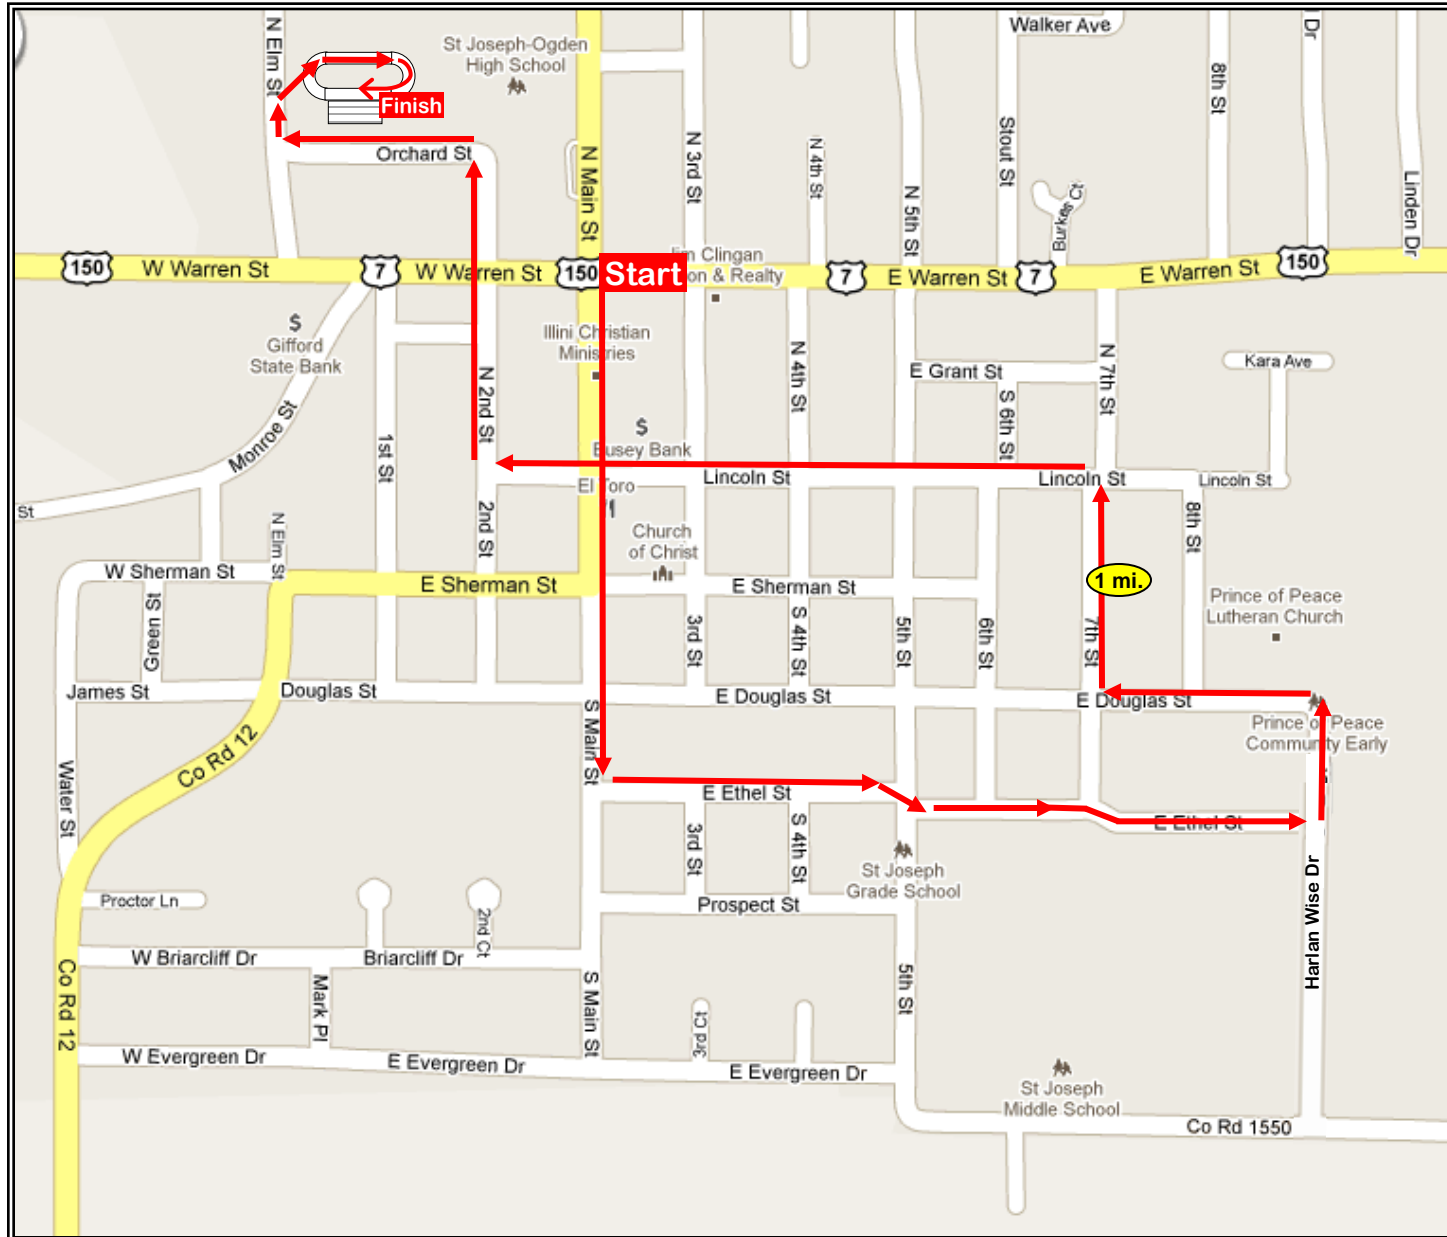 Walker Ave
N Elm St
St Joseph-Ogden
High School
N Main St
N 3rd St
N 4th St
N 5th St
Stout St
Burkes Ct
8th St
Dr
Linden Dr
Finish
Orchard St
150
W Warren St
7
W Warren St
150
Start
Jim Clingan
on & Realty
7
E Warren St
7
E Warren St
150
$
Gifford
State Bank
Illini Christian
Ministries
N 2nd St
N 4th St
E Grant St
S 6th St
N 7th St
Kara Ave
Monroe St
1st St
$
Busey Bank
Lincoln St
Lincoln St
Lincoln St
El Toro
St
N Elm St
2nd St
Church
of Christ
8th St
W Sherman St
E Sherman St
E Sherman St
1 mi.
Prince of Peace
Lutheran Church
Green St
3rd St
S 4th St
5th St
6th St
7th St
James St
Douglas St
E Douglas St
E Douglas St
S Main St
Prince of Peace
Community Early
Co Rd 12
Water St
E Ethel St
E Ethel St
3rd St
S 4th St
St Joseph
Grade School
Harlan Wise Dr
Proctor Ln
2nd Ct
Prospect St
W Briarcliff Dr
Briarcliff Dr
Co Rd 12
Mark Pl
S Main St
3rd Ct
5th St
W Evergreen Dr
E Evergreen Dr
E Evergreen Dr
St Joseph
Middle School
Co Rd 1550